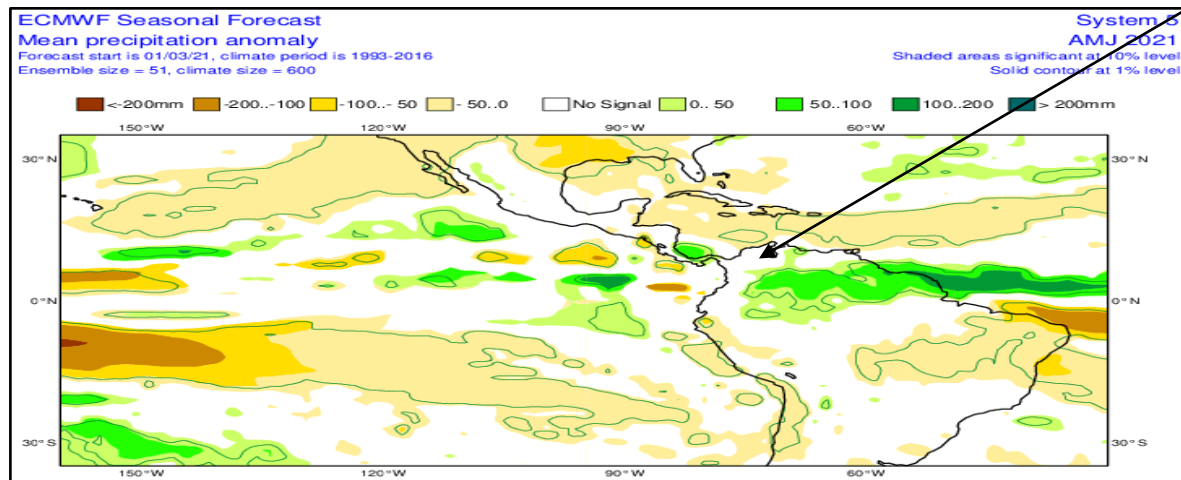 ECMWF Seasonal Forecast System 5
Mean precipitation anomaly AMJ 2021
Forecast start is 01/03/21, climate period is 1993-2016 Shaded areas significant at 10% level
Ensemble size = 51, climate size = 600 Solid contour at 1% level
<-200mm -200..-100 -100..- 50 - 50..0 No Signal 0.. 50 50..100 100..200 > 200mm
150°W 120°W 90°W 60°W
30°N 30°N
0°N 0°N
30°S 30°S
150°W 120°W 90°W 60°W